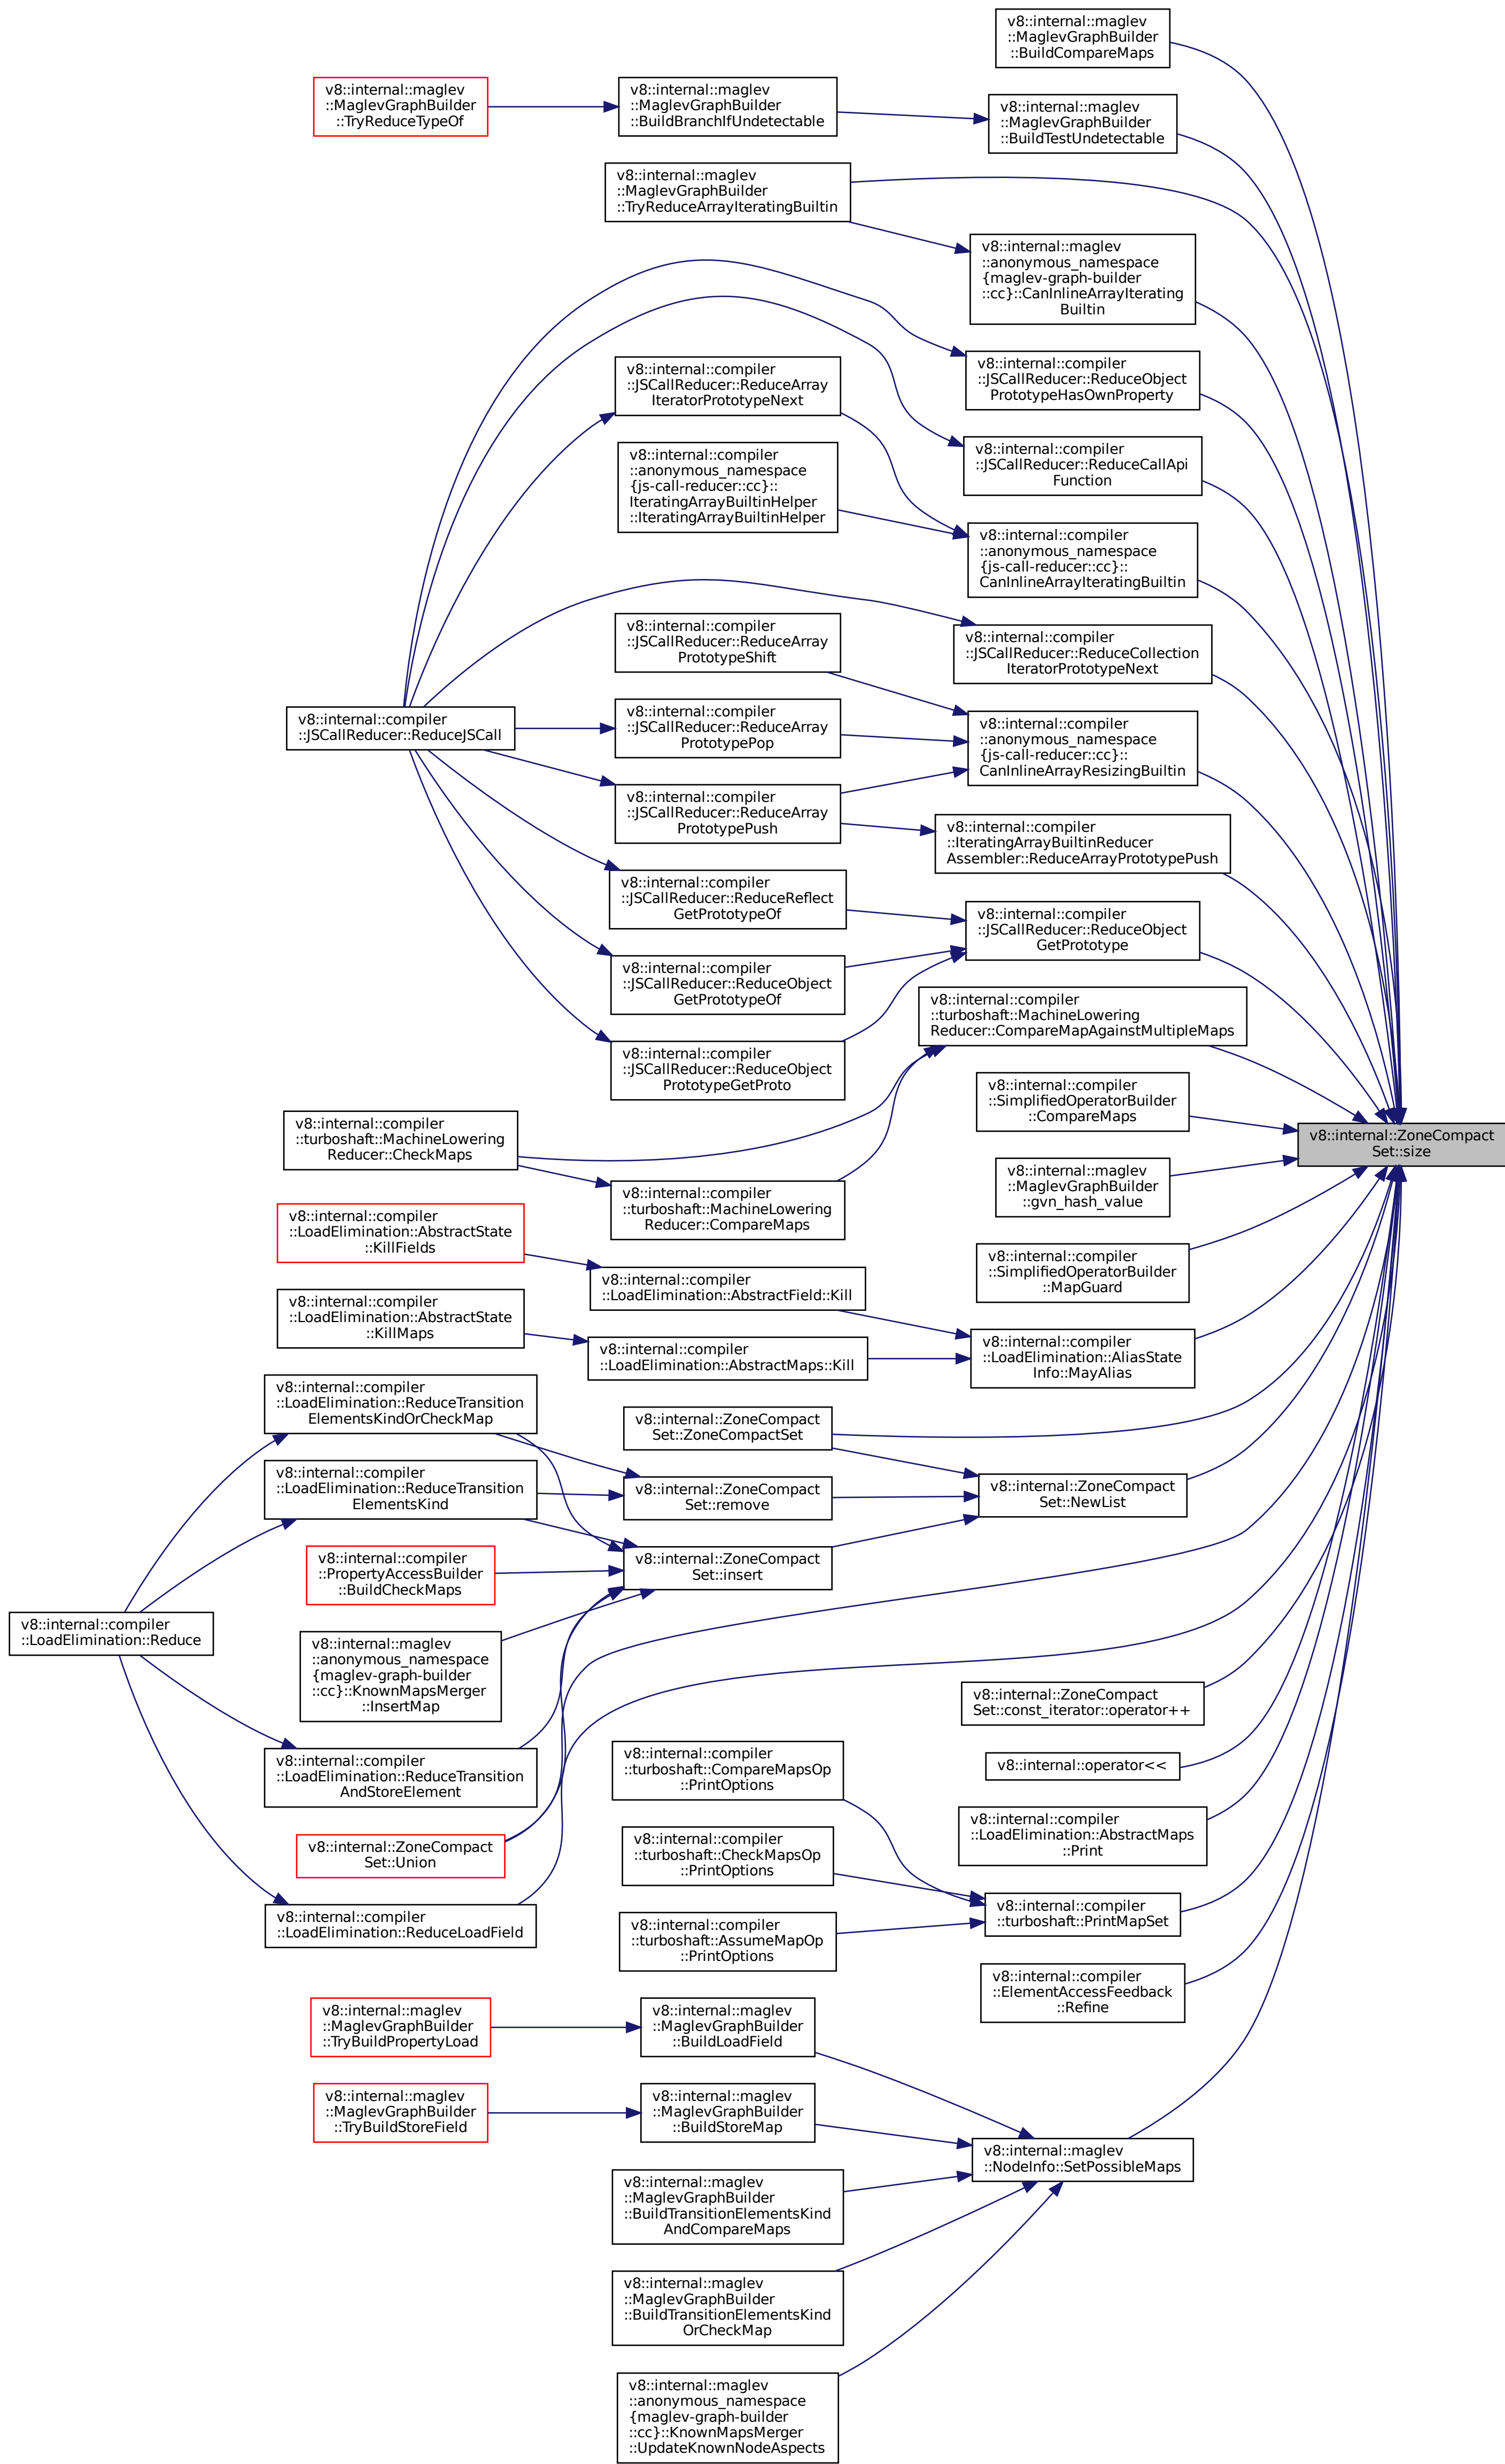 v8::internal::maglev
::MaglevGraphBuilder
::BuildCompareMaps
v8::internal::maglev
::MaglevGraphBuilder
::TryReduceTypeOf
v8::internal::maglev
::MaglevGraphBuilder
::BuildBranchIfUndetectable
v8::internal::maglev
::MaglevGraphBuilder
::BuildTestUndetectable
v8::internal::maglev
::MaglevGraphBuilder
::TryReduceArrayIteratingBuiltin
v8::internal::maglev
::anonymous_namespace
{maglev-graph-builder
::cc}::CanInlineArrayIterating
Builtin
v8::internal::compiler
::JSCallReducer::ReduceObject
PrototypeHasOwnProperty
v8::internal::compiler
::JSCallReducer::ReduceArray
IteratorPrototypeNext
v8::internal::compiler
::JSCallReducer::ReduceCallApi
Function
v8::internal::compiler
::anonymous_namespace
{js-call-reducer::cc}::
IteratingArrayBuiltinHelper
::IteratingArrayBuiltinHelper
v8::internal::compiler
::anonymous_namespace
{js-call-reducer::cc}::
CanInlineArrayIteratingBuiltin
v8::internal::compiler
::JSCallReducer::ReduceArray
PrototypeShift
v8::internal::compiler
::JSCallReducer::ReduceCollection
IteratorPrototypeNext
v8::internal::compiler
::JSCallReducer::ReduceJSCall
v8::internal::compiler
::JSCallReducer::ReduceArray
PrototypePop
v8::internal::compiler
::anonymous_namespace
{js-call-reducer::cc}::
CanInlineArrayResizingBuiltin
v8::internal::compiler
::JSCallReducer::ReduceArray
PrototypePush
v8::internal::compiler
::IteratingArrayBuiltinReducer
Assembler::ReduceArrayPrototypePush
v8::internal::compiler
::JSCallReducer::ReduceReflect
GetPrototypeOf
v8::internal::compiler
::JSCallReducer::ReduceObject
GetPrototype
v8::internal::compiler
::JSCallReducer::ReduceObject
GetPrototypeOf
v8::internal::compiler
::turboshaft::MachineLowering
Reducer::CompareMapAgainstMultipleMaps
v8::internal::compiler
::JSCallReducer::ReduceObject
PrototypeGetProto
v8::internal::compiler
::SimplifiedOperatorBuilder
::CompareMaps
v8::internal::compiler
::turboshaft::MachineLowering
Reducer::CheckMaps
v8::internal::ZoneCompact
Set::size
v8::internal::maglev
::MaglevGraphBuilder
::gvn_hash_value
v8::internal::compiler
::turboshaft::MachineLowering
Reducer::CompareMaps
v8::internal::compiler
::LoadElimination::AbstractState
::KillFields
v8::internal::compiler
::SimplifiedOperatorBuilder
::MapGuard
v8::internal::compiler
::LoadElimination::AbstractField::Kill
v8::internal::compiler
::LoadElimination::AbstractState
::KillMaps
v8::internal::compiler
::LoadElimination::AbstractMaps::Kill
v8::internal::compiler
::LoadElimination::AliasState
Info::MayAlias
v8::internal::compiler
::LoadElimination::ReduceTransition
ElementsKindOrCheckMap
v8::internal::ZoneCompact
Set::ZoneCompactSet
v8::internal::compiler
::LoadElimination::ReduceTransition
ElementsKind
v8::internal::ZoneCompact
Set::remove
v8::internal::ZoneCompact
Set::NewList
v8::internal::compiler
::PropertyAccessBuilder
::BuildCheckMaps
v8::internal::ZoneCompact
Set::insert
v8::internal::compiler
::LoadElimination::Reduce
v8::internal::maglev
::anonymous_namespace
{maglev-graph-builder
::cc}::KnownMapsMerger
::InsertMap
v8::internal::ZoneCompact
Set::const_iterator::operator++
v8::internal::compiler
::LoadElimination::ReduceTransition
AndStoreElement
v8::internal::compiler
::turboshaft::CompareMapsOp
::PrintOptions
v8::internal::operator<<
v8::internal::ZoneCompact
Set::Union
v8::internal::compiler
::turboshaft::CheckMapsOp
::PrintOptions
v8::internal::compiler
::LoadElimination::AbstractMaps
::Print
v8::internal::compiler
::LoadElimination::ReduceLoadField
v8::internal::compiler
::turboshaft::AssumeMapOp
::PrintOptions
v8::internal::compiler
::turboshaft::PrintMapSet
v8::internal::compiler
::ElementAccessFeedback
::Refine
v8::internal::maglev
::MaglevGraphBuilder
::TryBuildPropertyLoad
v8::internal::maglev
::MaglevGraphBuilder
::BuildLoadField
v8::internal::maglev
::MaglevGraphBuilder
::TryBuildStoreField
v8::internal::maglev
::MaglevGraphBuilder
::BuildStoreMap
v8::internal::maglev
::NodeInfo::SetPossibleMaps
v8::internal::maglev
::MaglevGraphBuilder
::BuildTransitionElementsKind
AndCompareMaps
v8::internal::maglev
::MaglevGraphBuilder
::BuildTransitionElementsKind
OrCheckMap
v8::internal::maglev
::anonymous_namespace
{maglev-graph-builder
::cc}::KnownMapsMerger
::UpdateKnownNodeAspects